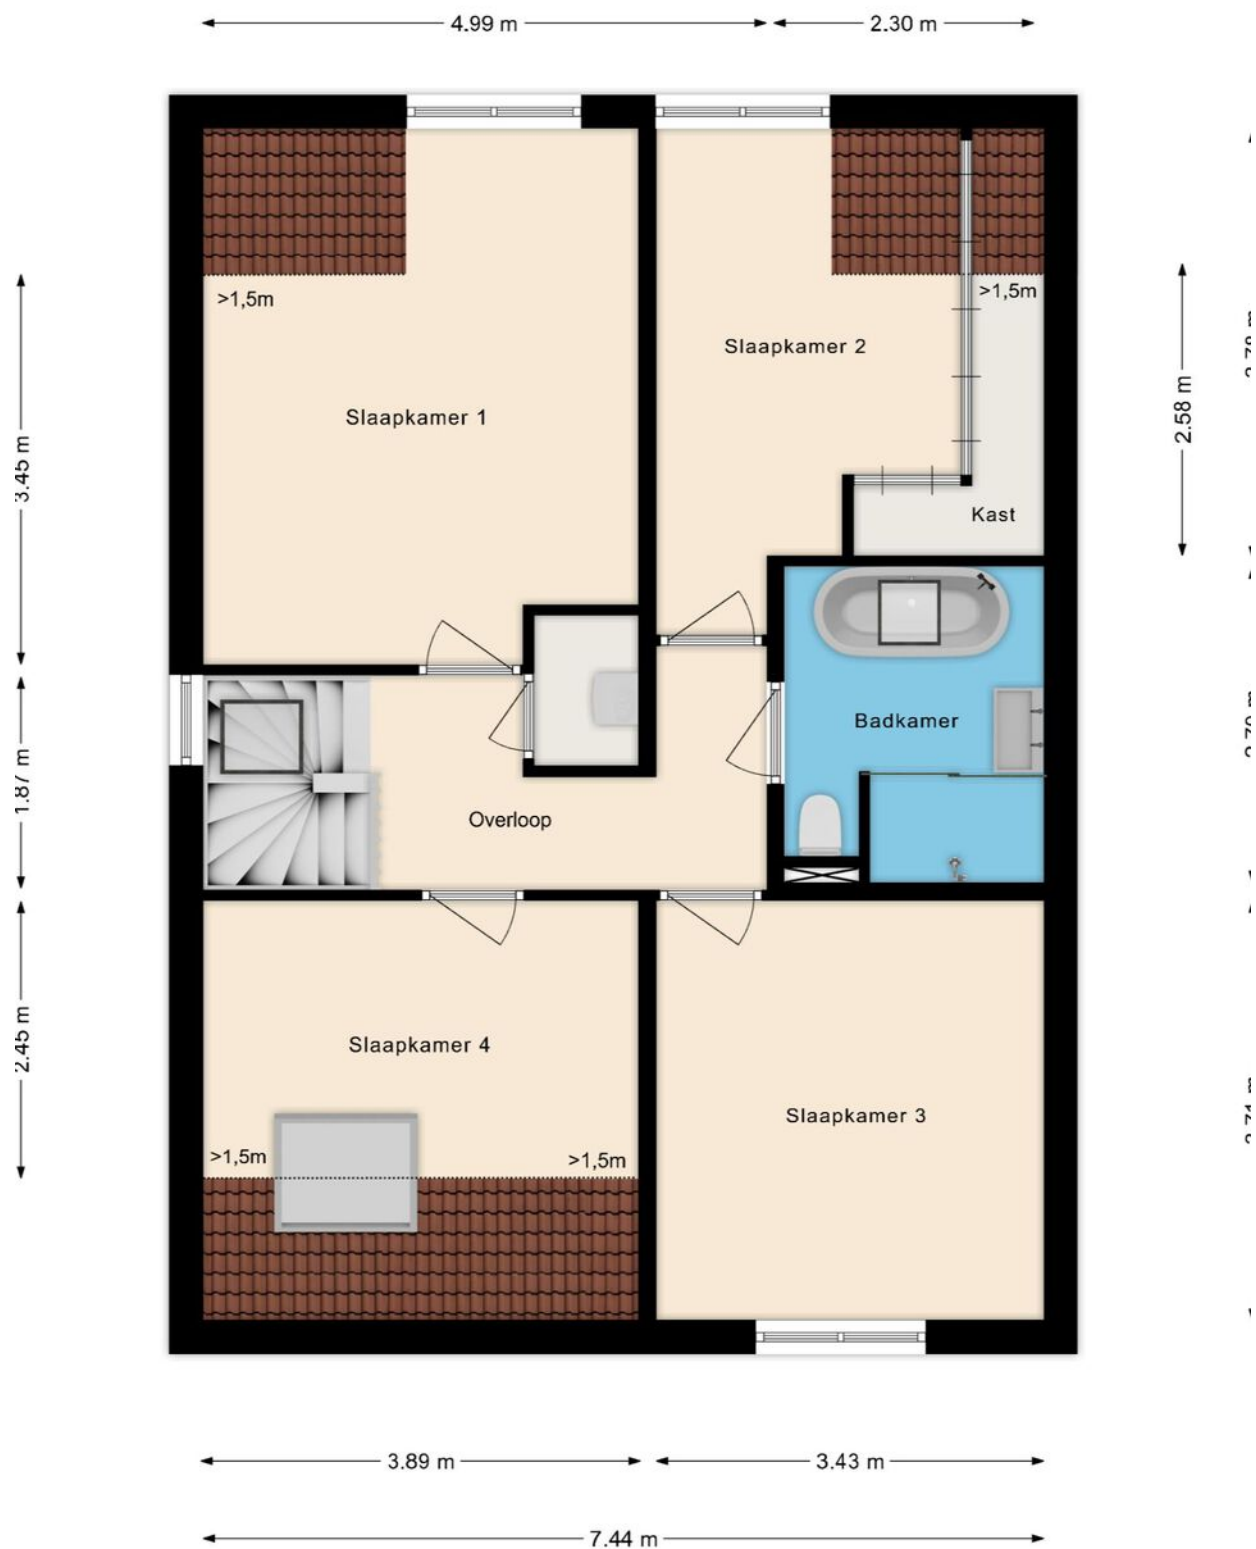 4.99 m
2.30 m
>1,5m
>1,5m
Slaapkamer 2
2.58 m
Slaapkamer 1
3.45 m
Kast
Badkamer
1.87 m
Overloop
2.45 m
Slaapkamer 4
Slaapkamer 3
>1,5m
>1,5m
3.89 m
3.43 m
7.44 m